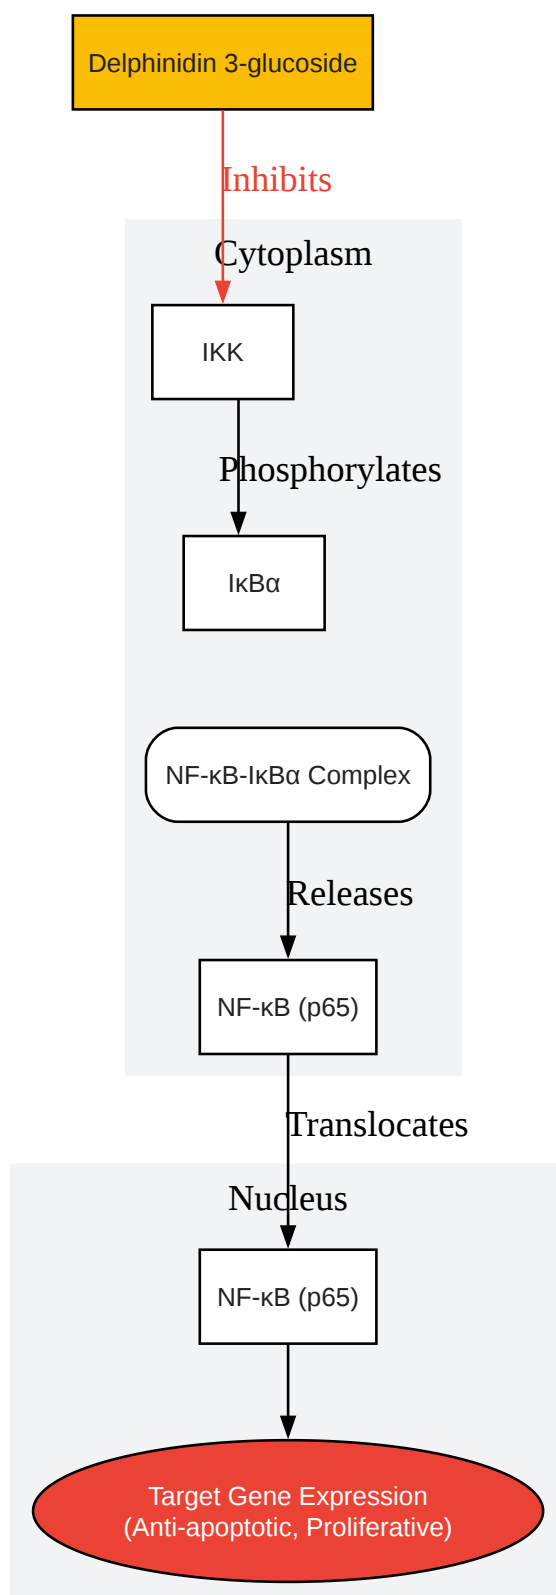 Delphinidin 3-glucoside
Inhibits
Cytoplasm
IKK
Phosphorylates
IκBα
NF-κB-IκBα Complex
Releases
NF-κB (p65)
Translocates
Nucleus
NF-κB (p65)
Target Gene Expression
(Anti-apoptotic, Proliferative)